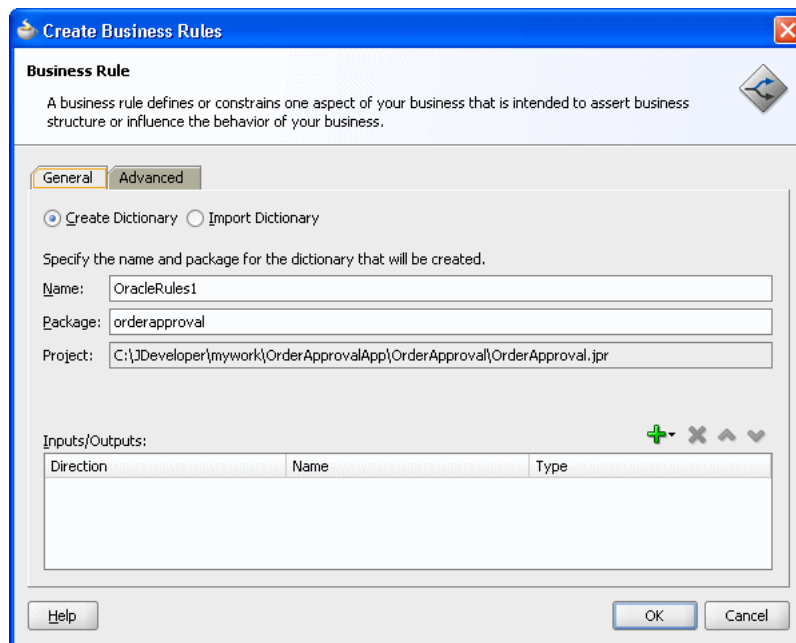 Create Business Rules
Business Rule
A business rule defines or constrains one aspect of your business that is intended to assert business
structure or influence the behavior of your business.
General Advanced
Create Dictionary Import Dictionary
Specify the name and package for the dictionary that will be created.
Name: OracleRules1
Package: orderapproval
Project: C:\JDeveloper\mywork\OrderApprovalApp\OrderApproval\OrderApproval.jpr
Inputs/Outputs:
Direction Name Type
Help OK Cancel